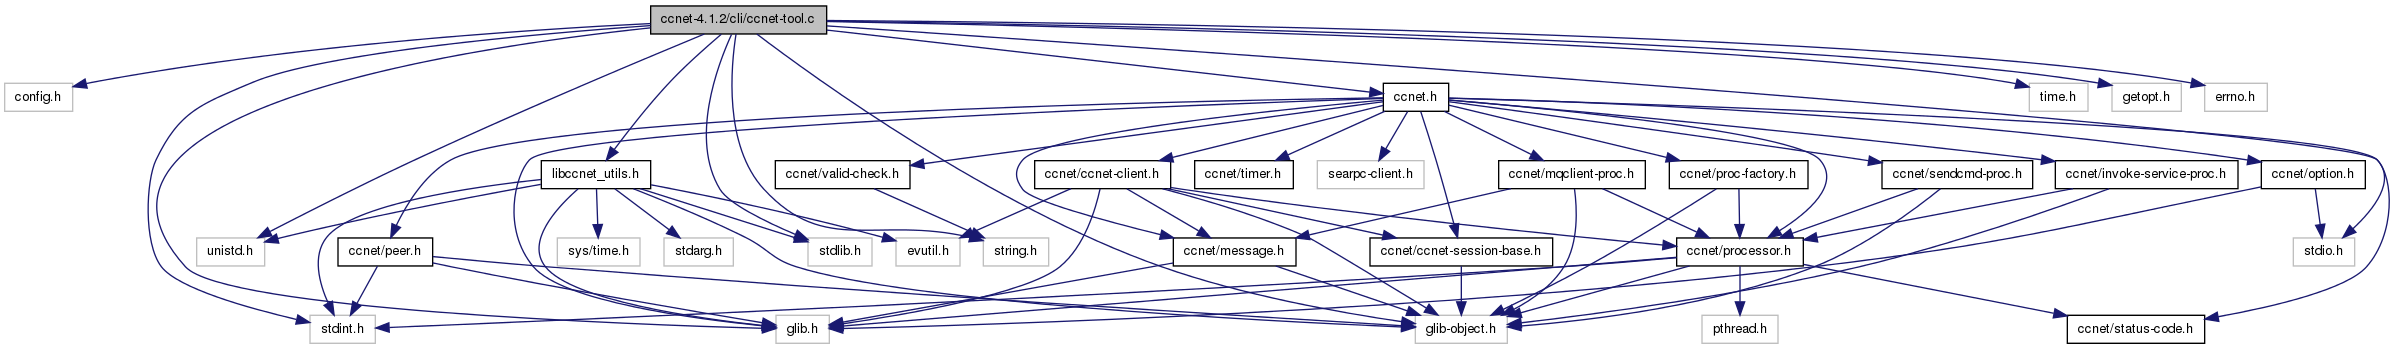 ccnet-4.1.2/cli/ccnet-tool.c
config.h
ccnet.h
time.h
getopt.h
errno.h
libccnet_utils.h
ccnet/valid-check.h
ccnet/ccnet-client.h
ccnet/timer.h
searpc-client.h
ccnet/mqclient-proc.h
ccnet/proc-factory.h
ccnet/sendcmd-proc.h
ccnet/invoke-service-proc.h
ccnet/option.h
unistd.h
ccnet/peer.h
sys/time.h
stdarg.h
stdlib.h
evutil.h
string.h
ccnet/message.h
ccnet/ccnet-session-base.h
ccnet/processor.h
stdio.h
stdint.h
glib.h
glib-object.h
pthread.h
ccnet/status-code.h